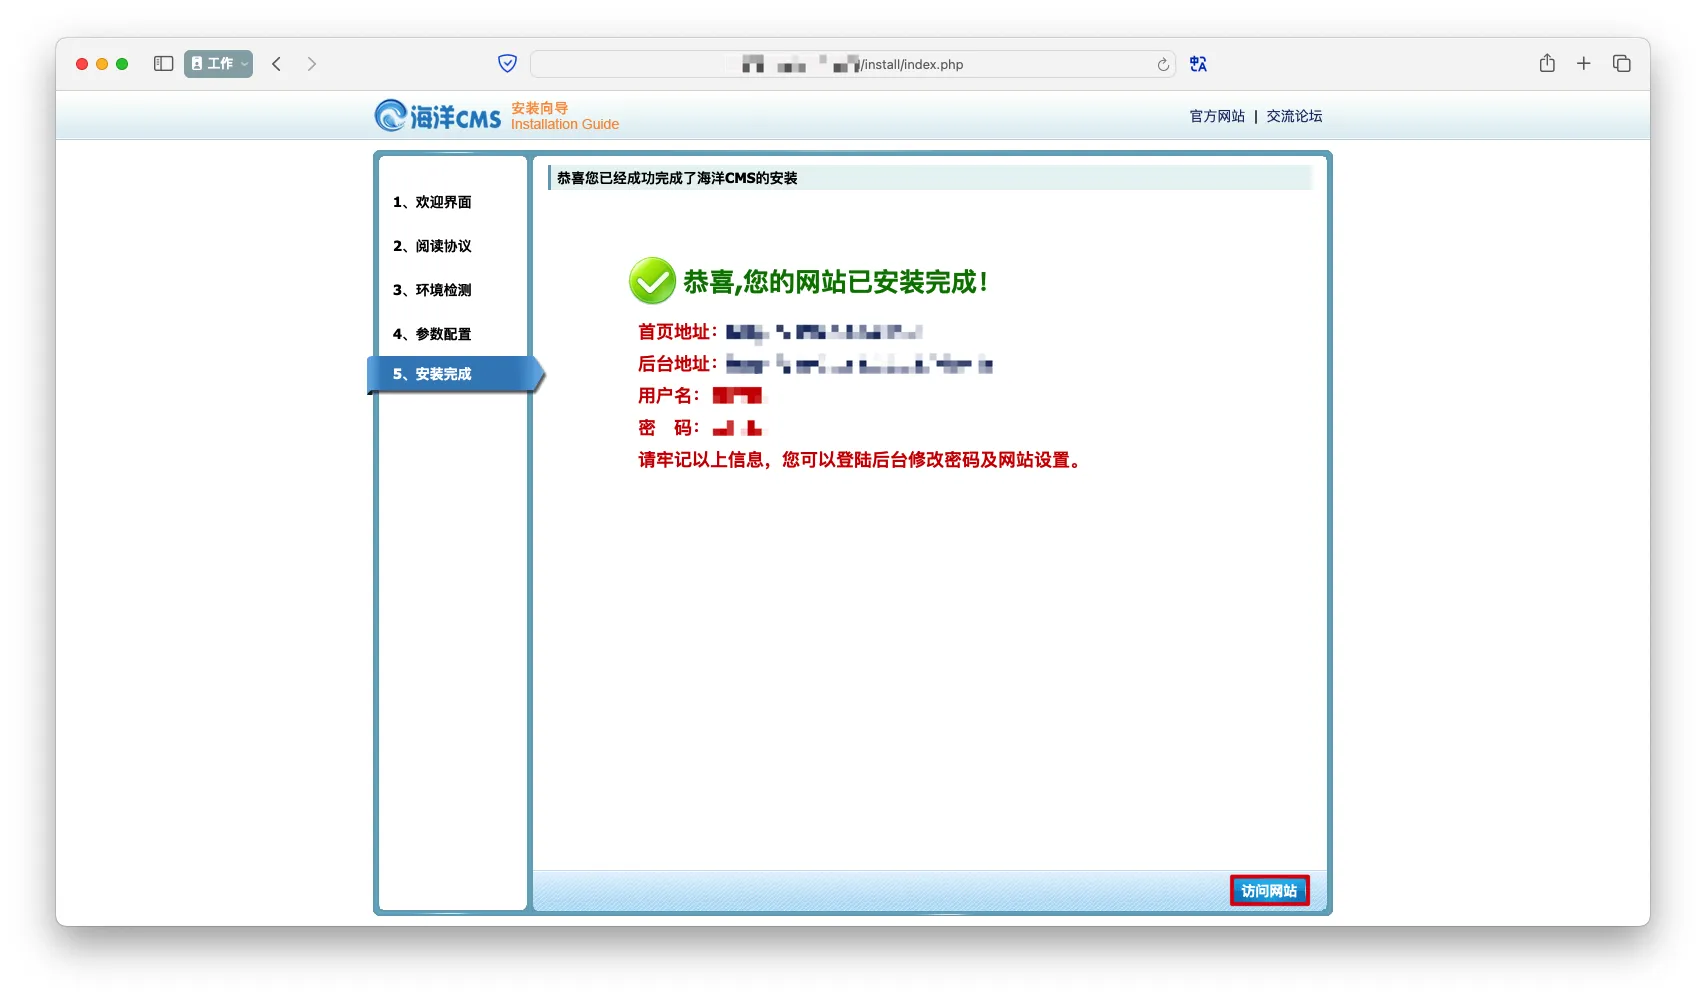 工作
/install/index.php
海洋CMS
安装向导
Installation Guide
官方网站 | 交流论坛
1、欢迎界面
2、阅读协议
3、环境检测
4、参数配置
5、安装完成
恭喜您已经成功完成了海洋CMS的安装
恭喜,您的网站已安装完成!
首页地址：
后台地址：
用户名：
密 码：
请牢记以上信息，您可以登陆后台修改密码及网站设置。
访问网站